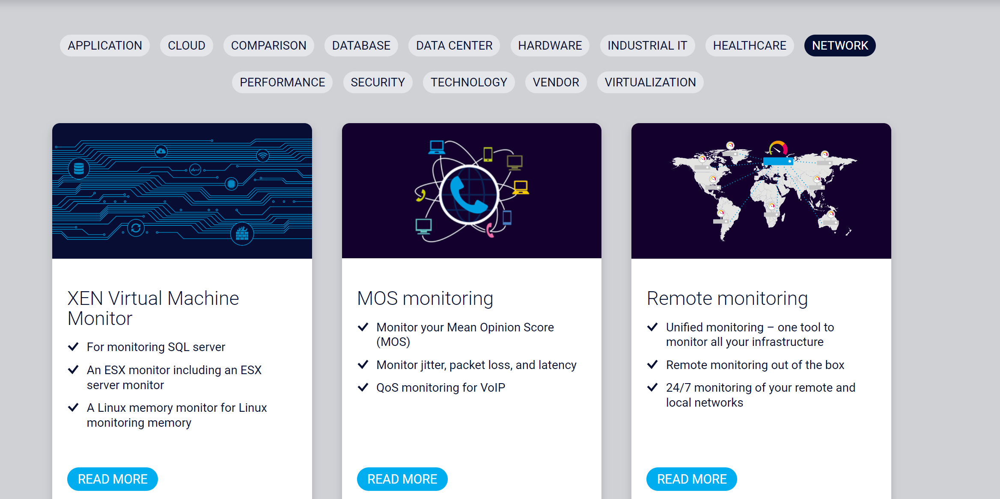 APPLICATION CLOUD COMPARISON DATABASE DATA CENTER HARDWARE INDUSTRIAL IT HEALTHCARE NETWORK
PERFORMANCE SECURITY TECHNOLOGY VENDOR VIRTUALIZATION
XEN Virtual Machine
Monitor
For monitoring SQL server
An ESX monitor including an ESX
server monitor
A Linux memory monitor for Linux
monitoring memory
READ MORE
MOS monitoring
Monitor your Mean Opinion Score
(MOS)
Monitor jitter, packet loss, and latency
QoS monitoring for VoIP
READ MORE
Remote monitoring
Unified monitoring – one tool to
monitor all your infrastructure
Remote monitoring out of the box
24/7 monitoring of your remote and
local networks
READ MORE